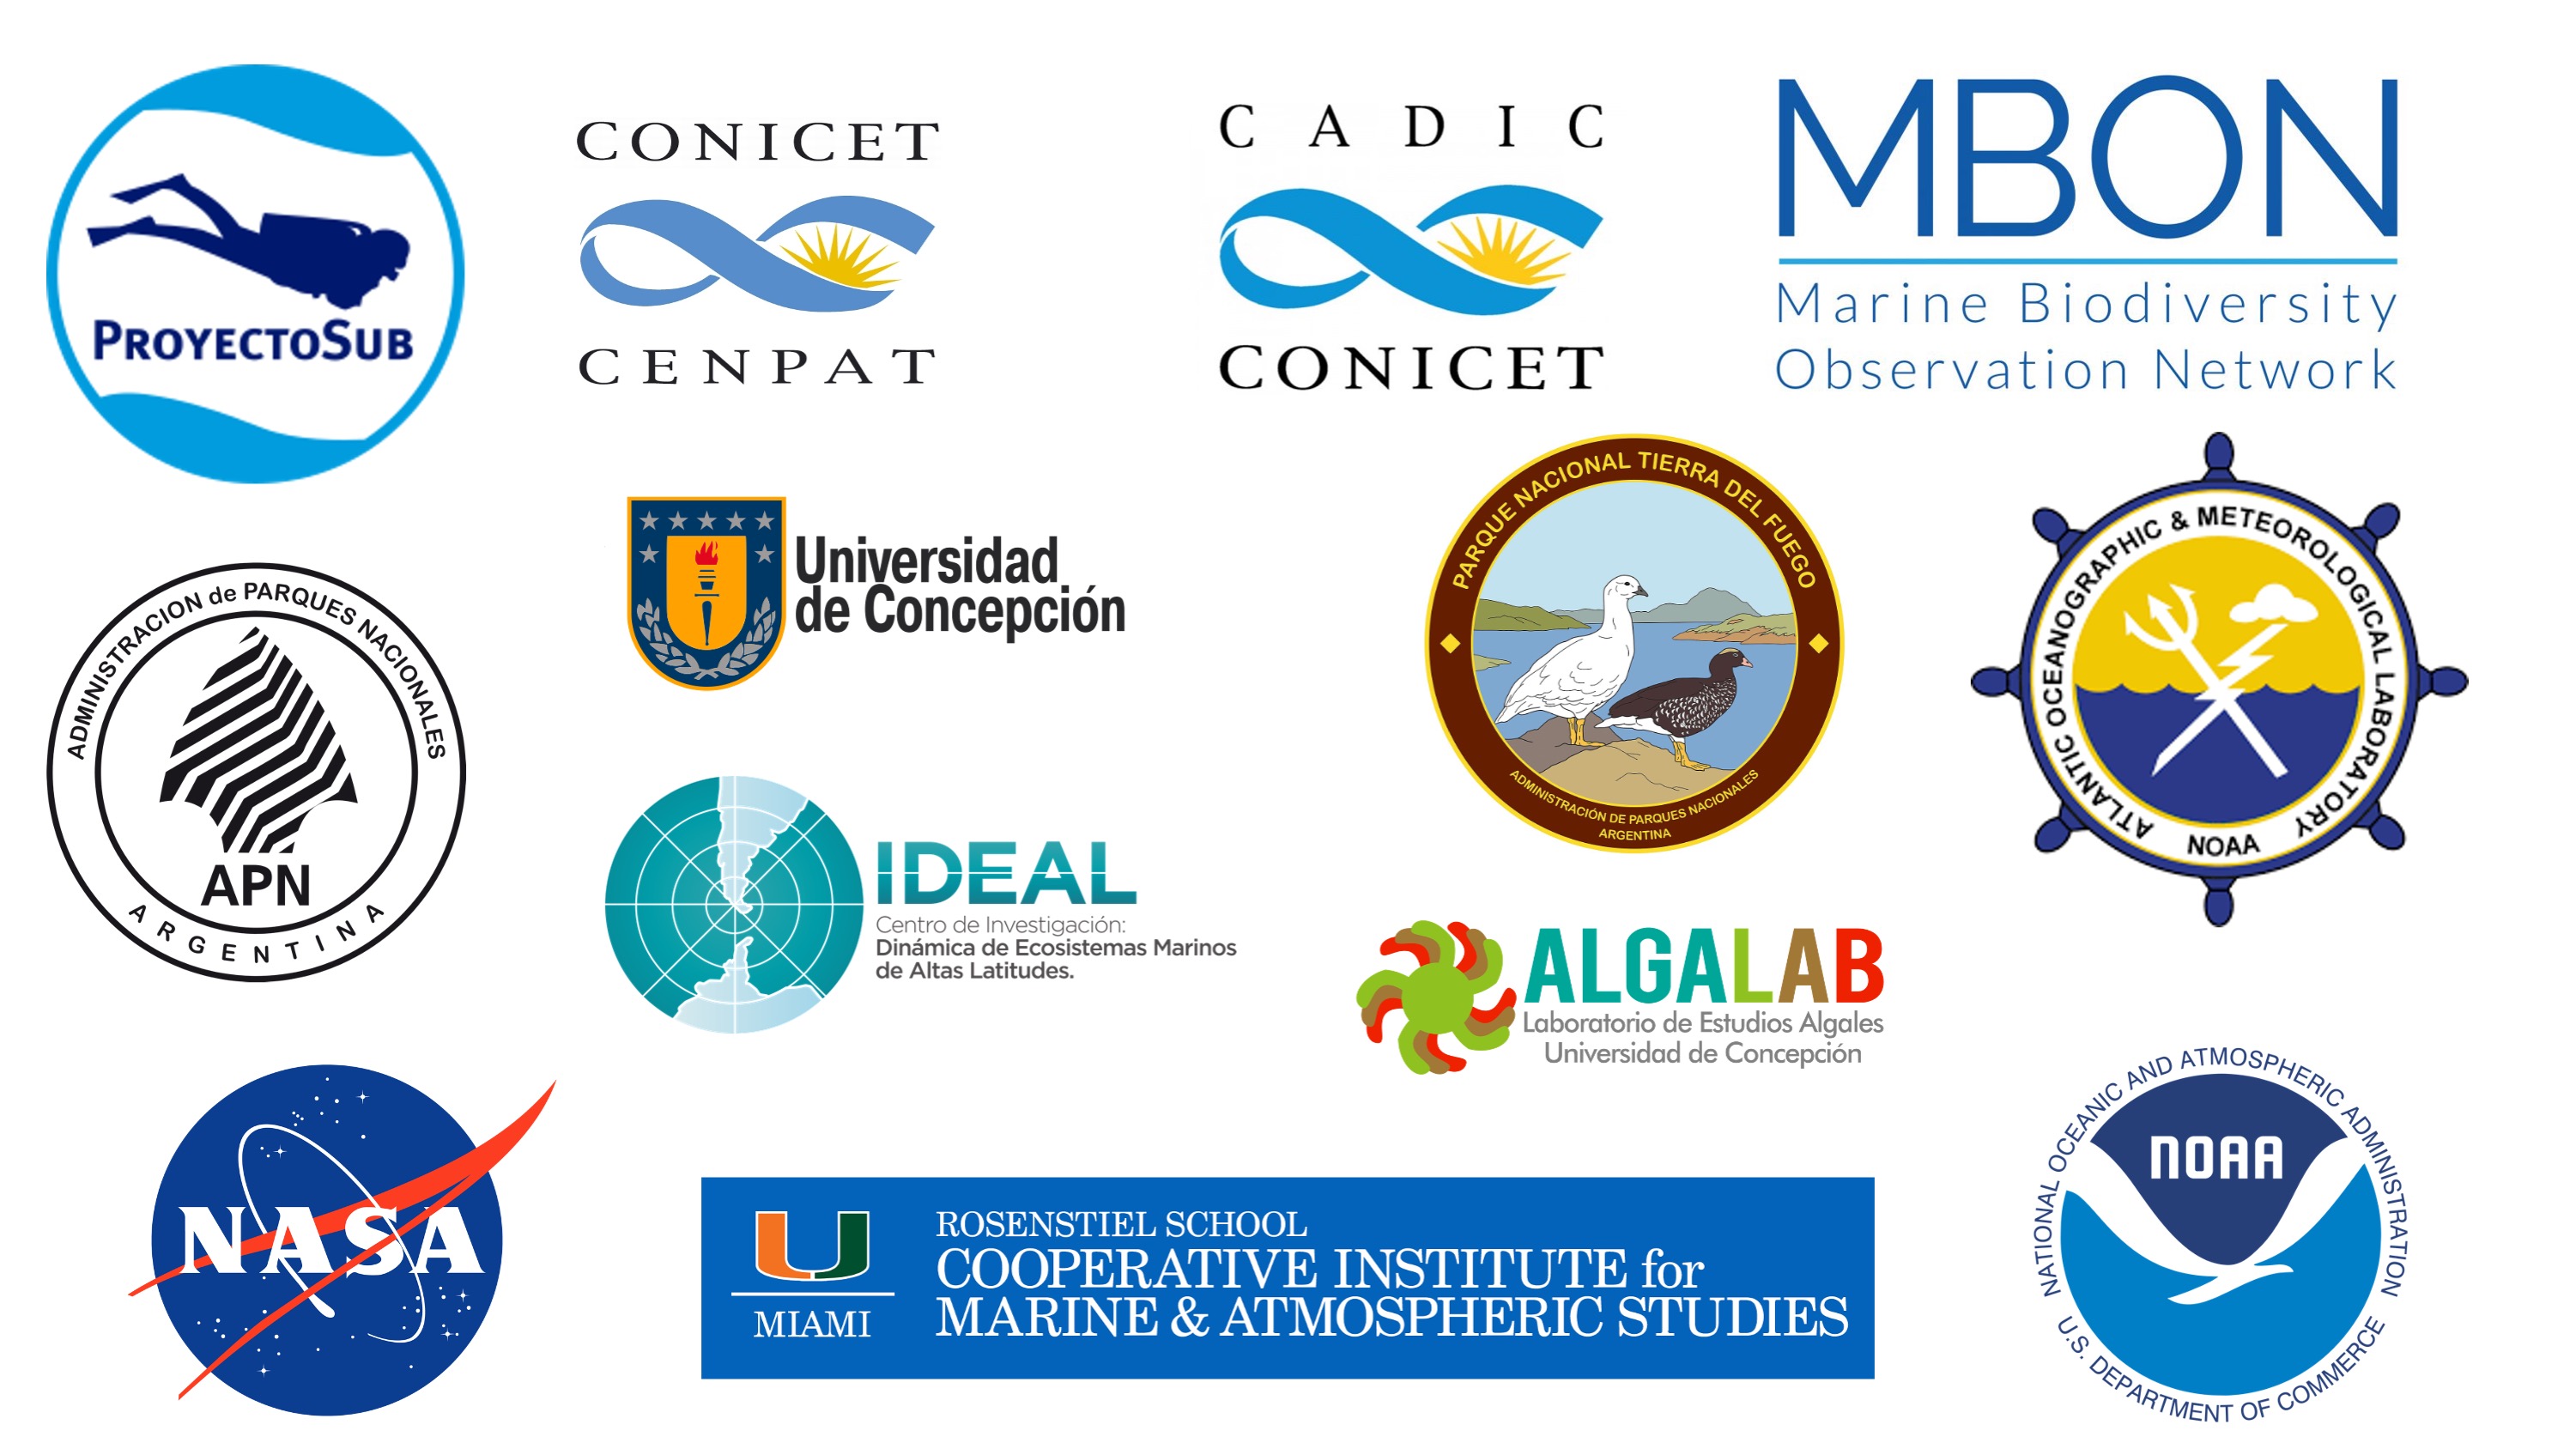 PROYECTOSUB
CONICET
CENPAT
CADIC
CONICET
MBON
Marine Biodiversity
Observation Network
ADMINISTRACION de PARQUES NACIONALES
APN
ARGENTINA
Universidad
de Concepción
PARQUE NACIONAL TIERRA DEL FUEGO
ADMINISTRACIÓN DE PARQUES NACIONALES
ARGENTINA
ATLANTIC OCEANOGRAPHIC & METEOROLOGICAL LABORATORY
NOAA
IDEAL
Centro de Investigación:
Dinámica de Ecosistemas Marinos
de Altas Latitudes.
ALGALAB
Laboratorio de Estudios Algales
Universidad de Concepción
NASA
U
MIAMI
ROSENSTIEL SCHOOL
COOPERATIVE INSTITUTE for
MARINE & ATMOSPHERIC STUDIES
NATIONAL OCEANIC AND ATMOSPHERIC ADMINISTRATION
NOAA
U.S. DEPARTMENT OF COMMERCE